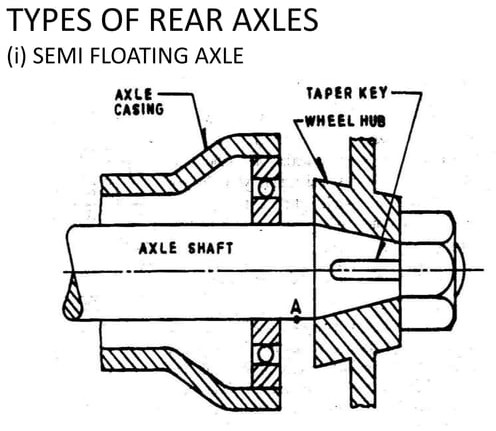 TYPES OF REAR AXLES
(i) SEMI FLOATING AXLE
AXLE
CASING
TAPER KEY
WHEEL HUB
AXLE SHAFT
A